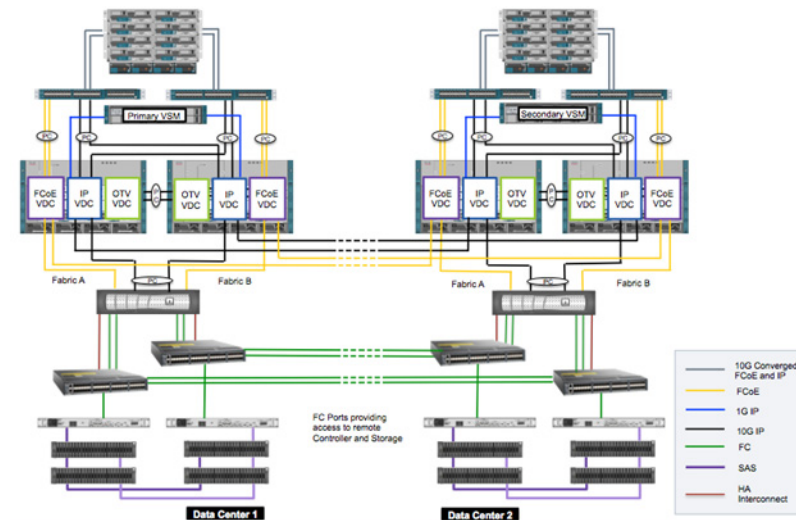 Primary VSM
Secondary VSM
PC
PC
PC
PC
PC
PC
PC
PC
FCoE
VDC
IP
VDC
OTV
VDC
PC
OTV
VDC
IP
VDC
FCoE
VDC
FCoE
VDC
IP
VDC
OTV
VDC
PC
OTV
VDC
IP
VDC
FCoE
VDC
Fabric A
PC
Fabric B
Fabric A
PC
Fabric B
10G Converged
FCoE and IP
FCoE
1G IP
10G IP
FC
SAS
HA
Interconnect
FC Ports providing
access to remote
Controller and Storage
Data Center 1
Data Center 2